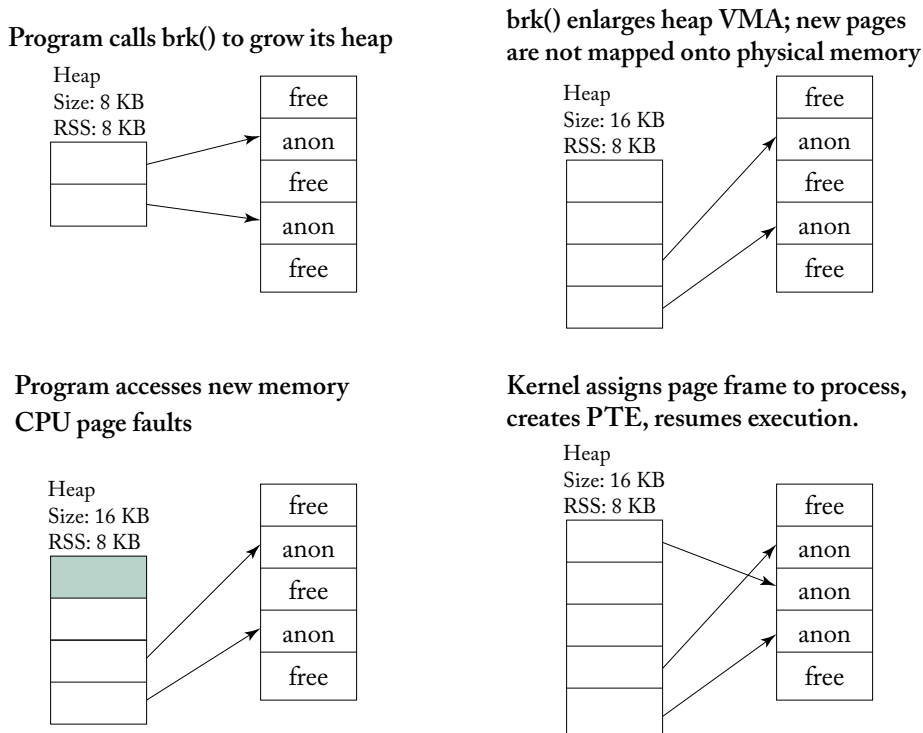 Program calls brk() to grow its heap
Heap
Size: 8 KB
RSS: 8 KB
free
anon
free
anon
free
brk() enlarges heap VMA; new pages
are not mapped onto physical memory
Heap
Size: 16 KB
RSS: 8 KB
free
anon
free
anon
free
Program accesses new memory
CPU page faults
Heap
Size: 16 KB
RSS: 8 KB
free
anon
free
anon
free
Kernel assigns page frame to process,
creates PTE, resumes execution.
Heap
Size: 16 KB
RSS: 8 KB
free
anon
anon
anon
free